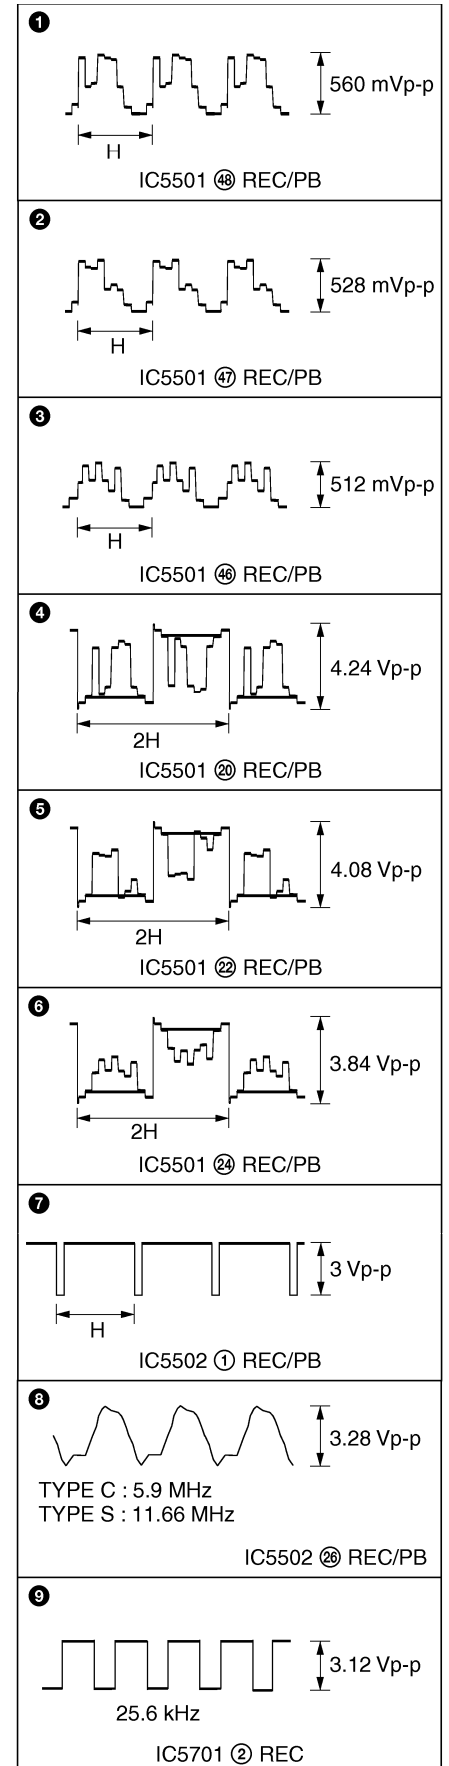 ❶
560 mVp-p
H
IC5501 ㊽ REC/PB
❷
528 mVp-p
H
IC5501 ㊼ REC/PB
❸
512 mVp-p
H
IC5501 ㊻ REC/PB
❹
4.24 Vp-p
2H
IC5501 ⑳ REC/PB
❺
4.08 Vp-p
2H
IC5501 ㉒ REC/PB
❻
3.84 Vp-p
2H
IC5501 ㉔ REC/PB
❼
3 Vp-p
H
IC5502 ① REC/PB
❽
3.28 Vp-p
TYPE C : 5.9 MHz
TYPE S : 11.66 MHz
IC5502 ㉖ REC/PB
❾
3.12 Vp-p
25.6 kHz
IC5701 ② REC